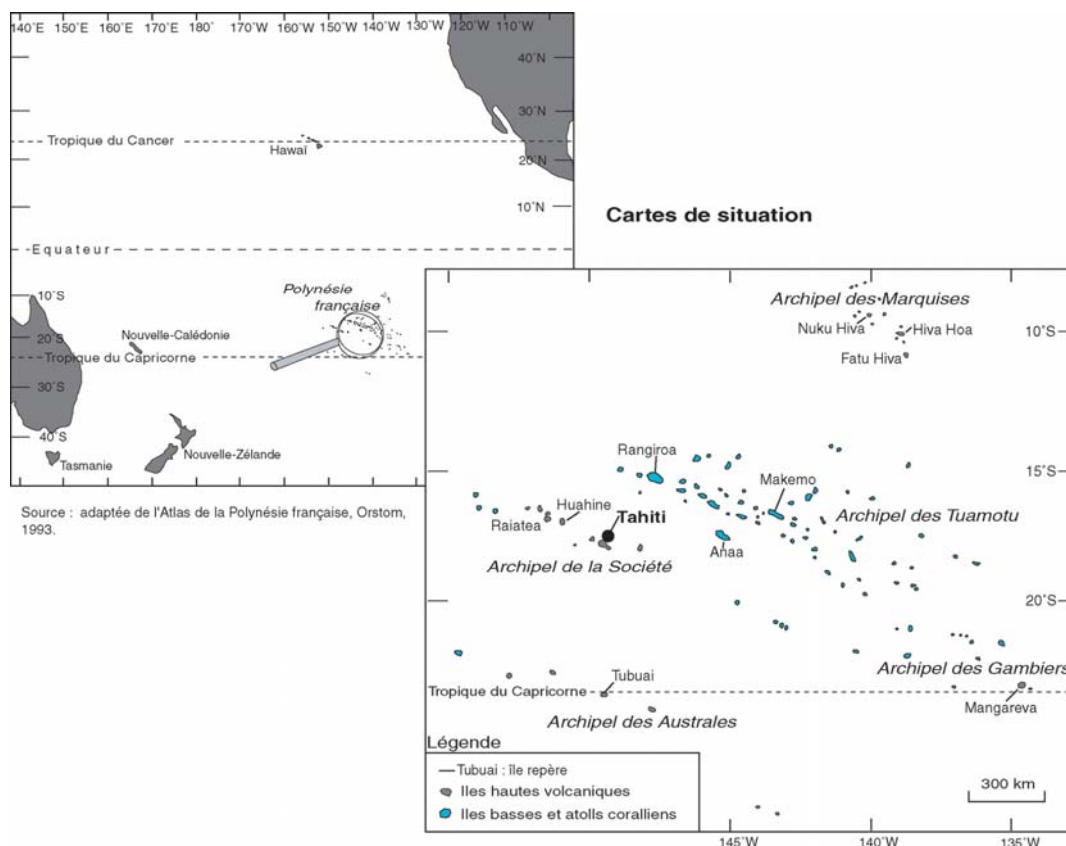 140°E 150°E 160°E 170°E 180° 170°W 160°W 150°W 140°W 130°W 120°W 110°W
40°N
30°N
Tropique du Cancer
Hawaï
20°N
10°N
Cartes de situation
Equateur
10°S
Polynésie
française
Nouvelle-Calédonie
20°S
Tropique du Capricorne
30°S
40°S
Nouvelle-Zélande
Tasmanie
Source : adaptée de l'Atlas de la Polynésie française, Orstom,
1993.
Archipel des Marquises
Nuku Hiva
Hiva Hoa
10°S
Fatu Hiva
Rangiroa
15°S
Makemo
Huahine
Raiatea
Tahiti
Archipel des Tuamotu
Anaa
Archipel de la Société
20°S
Archipel des Gambiers
Tubuai
Tropique du Capricorne
Mangareva
Archipel des Australes
Légende
Tubuai : île repère
Iles hautes volcaniques
Iles basses et atolls coralliens
300 km
145°W 140°W 135°W